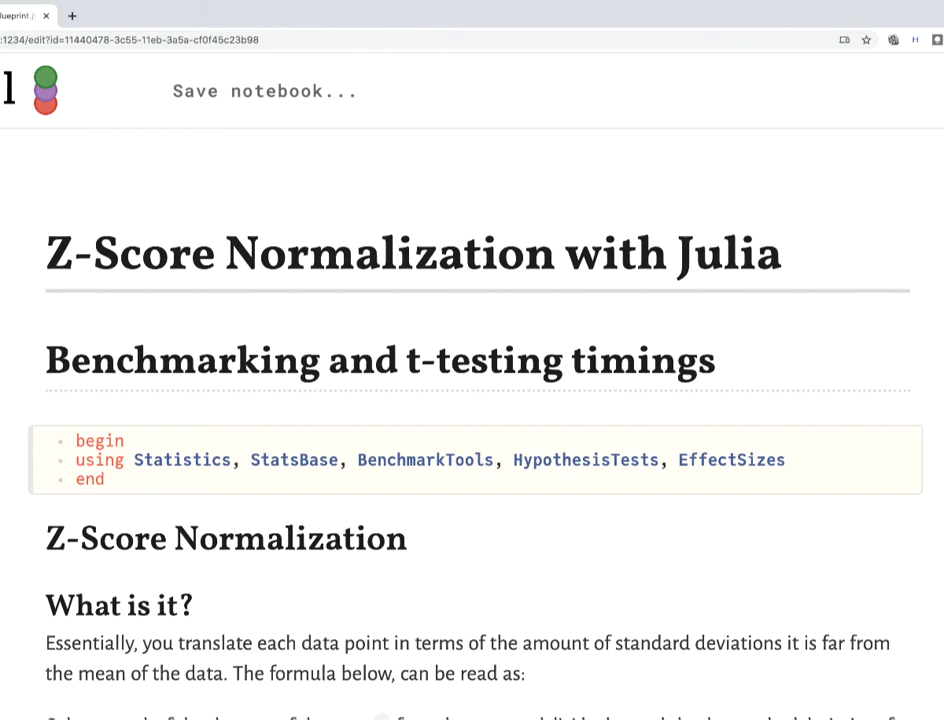 ueprint.jl
:1234/edit?id=11440478-3c55-11eb-3a5a-cf0f45c23b98
l
Save notebook...
Z-Score Normalization with Julia
Benchmarking and t-testing timings
begin
using Statistics, StatsBase, BenchmarkTools, HypothesisTests, EffectSizes
end
Z-Score Normalization
What is it?
Essentially, you translate each data point in terms of the amount of standard deviations it is far from
the mean of the data. The formula below, can be read as: